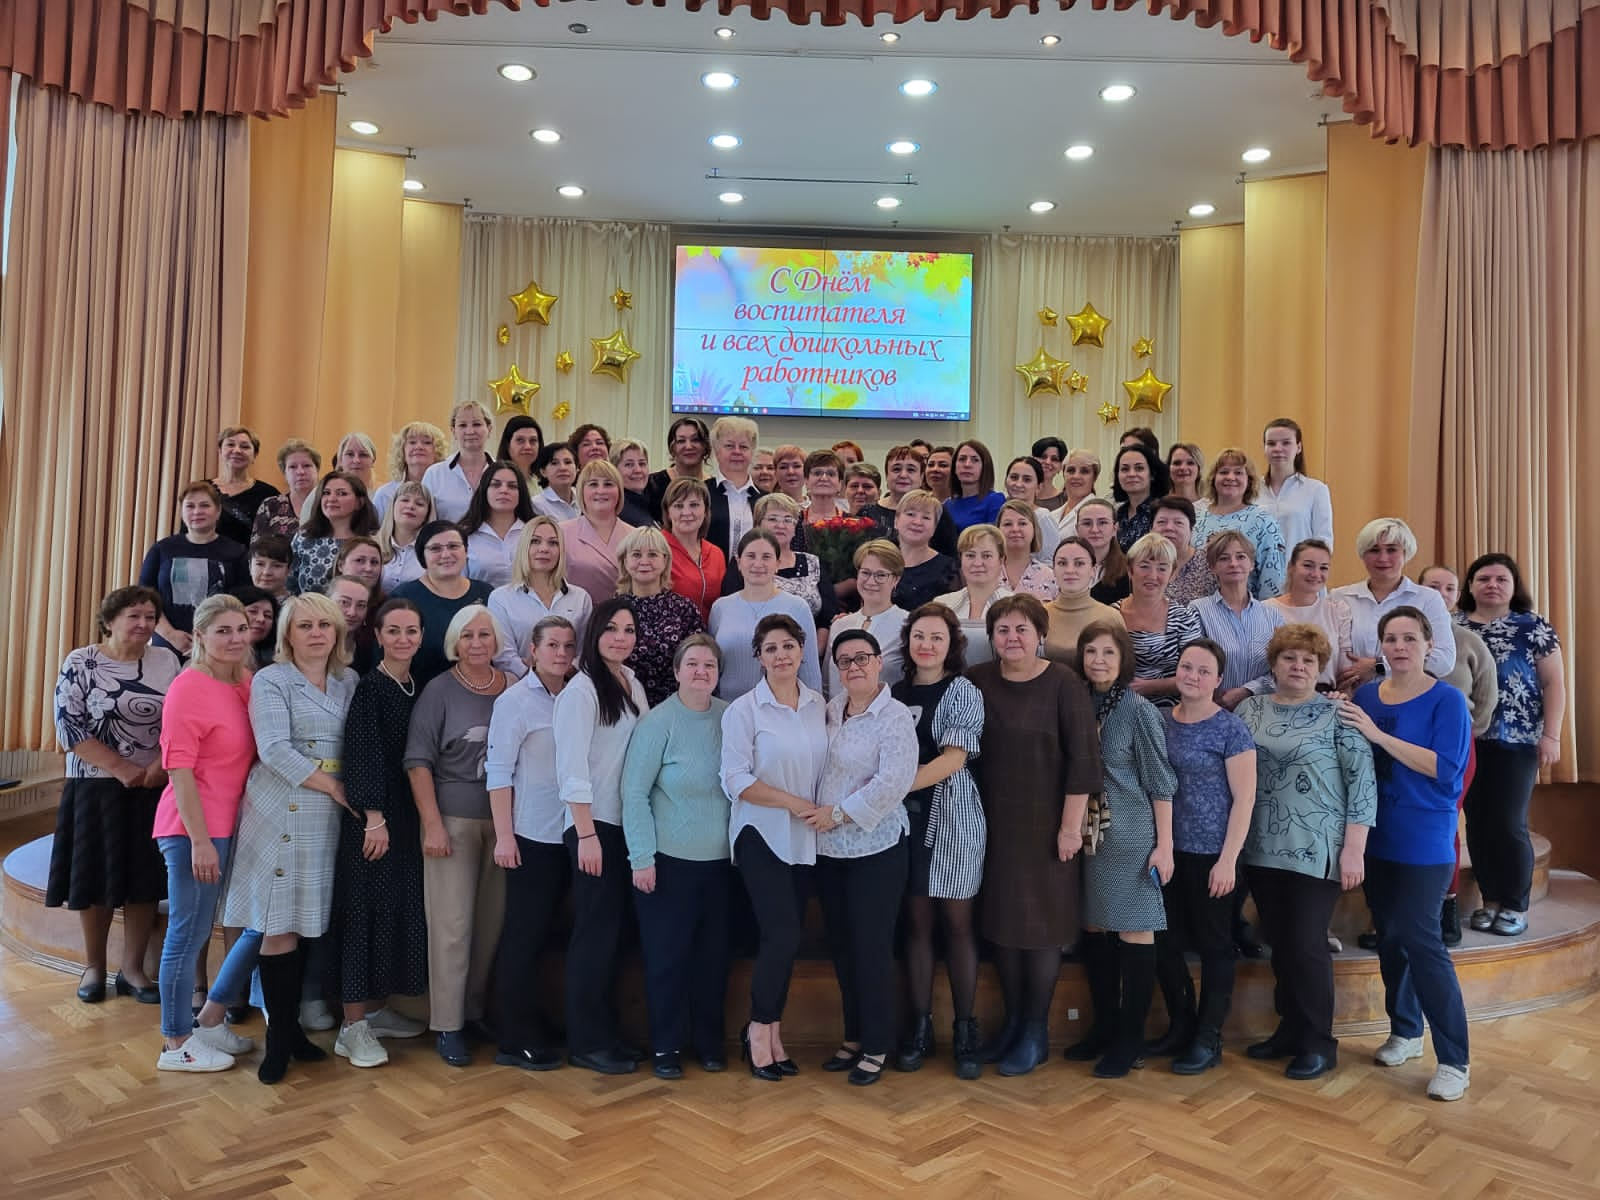 С Днём
воспитателя
и всех дошкольных
работников